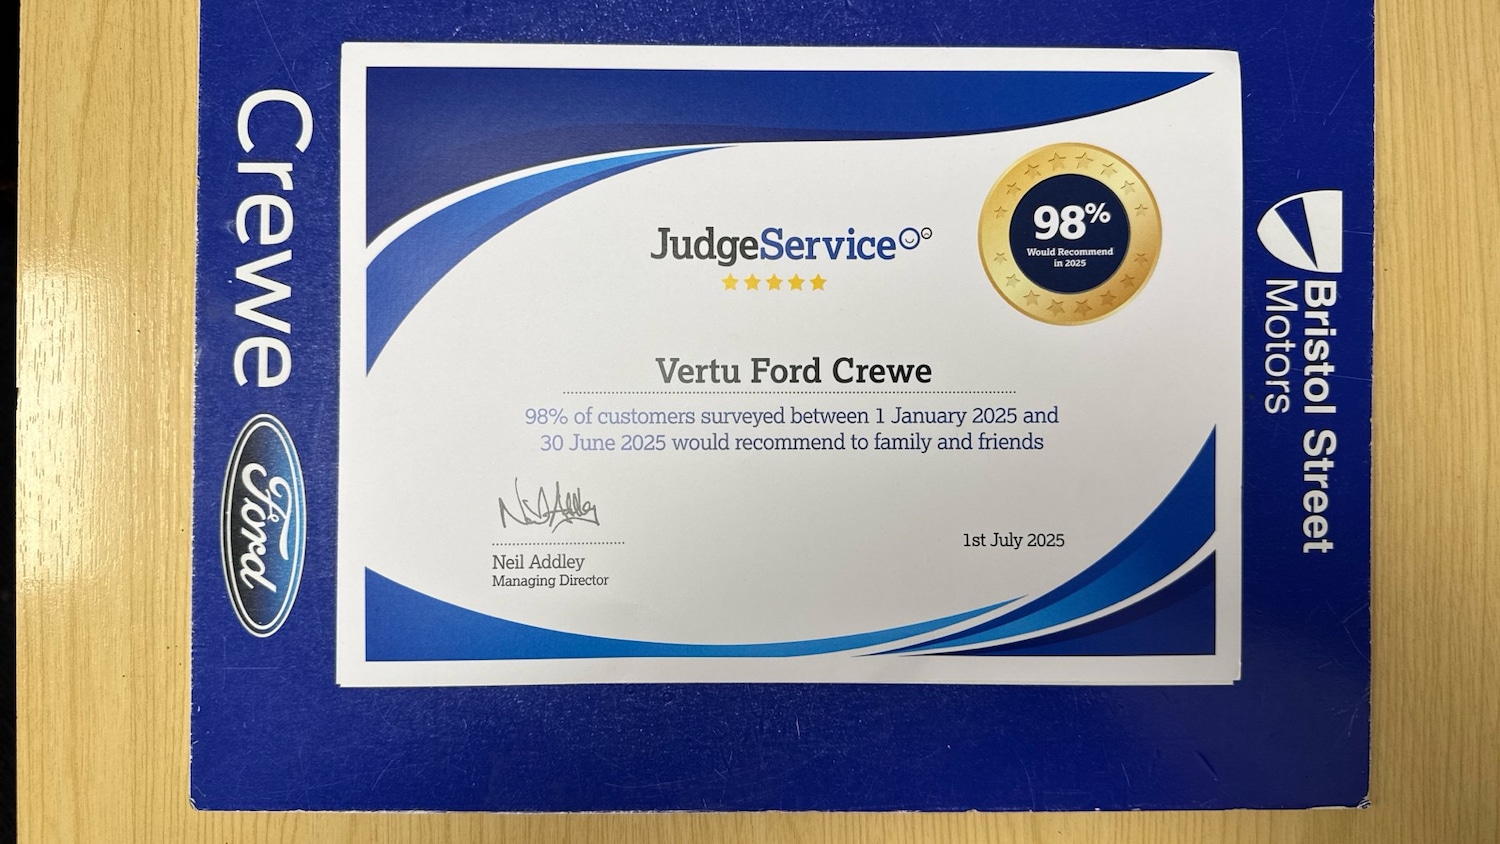 Crewe
Ford
JudgeService
98%
Would Recommend
in 2025
Vertu Ford Crewe
98% of customers surveyed between 1 January 2025 and
30 June 2025 would recommend to family and friends
Neil Addley
Neil Addley
Managing Director
1st July 2025
Bristol Street
Motors